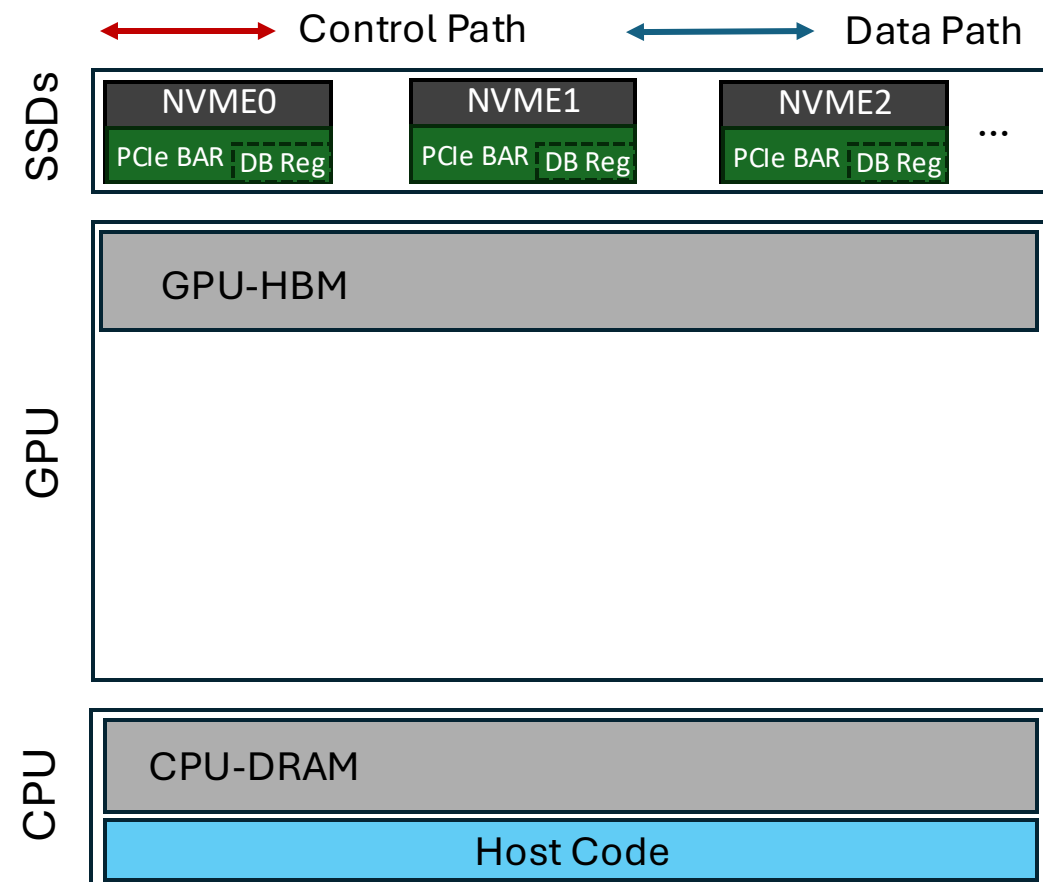 Control Path
Data Path
SSDs
NVME0
NVME1
NVME2
...
PCIe BAR
DB Reg
PCIe BAR
DB Reg
PCIe BAR
DB Reg
GPU
GPU-HBM
CPU
CPU-DRAM
Host Code